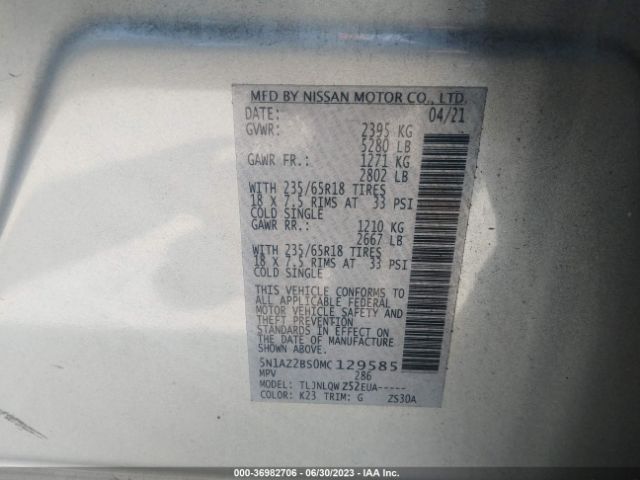 MFD BY NISSAN MOTOR CO., LTD.
DATE: 04/21
GVWR: 2395 KG
5280 LB
GAWR FR.: 1271 KG
2802 LB
WITH 235/65R18 TIRES
18 X 7.5 RIMS AT 33 PSI
COLD SINGLE
GAWR RR.: 1210 KG
2667 LB
WITH 235/65R18 TIRES
18 X 7.5 RIMS AT 33 PSI
COLD SINGLE
THIS VEHICLE CONFORMS TO
ALL APPLICABLE FEDERAL
MOTOR VEHICLE SAFETY AND
THEFT PREVENTION
STANDARDS IN EFFECT ON
THE DATE OF MANUFACTURE
SHOWN ABOVE.
5N1AZ2BS0MC 129585
MPV 286
MODEL: TLJNLQW Z52EUA-----
COLOR: K23 TRIM: G ZS30A
000-36982706 - 06/30/2023 - IAA Inc.